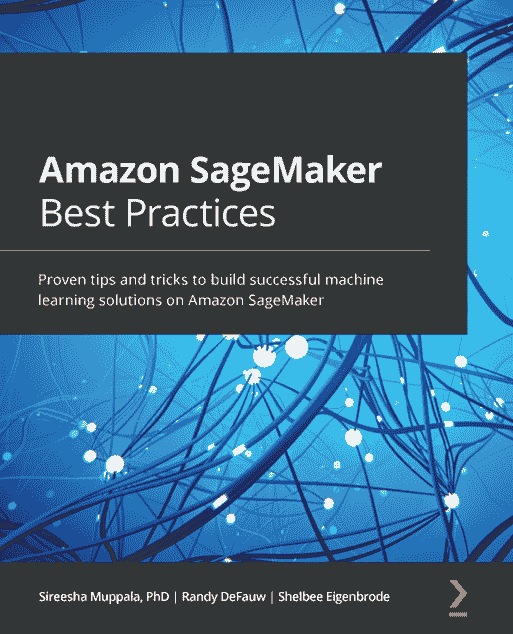 Amazon SageMaker
Best Practices
Proven tips and tricks to build successful machine
learning solutions on Amazon SageMaker
Sireesha Muppala, PhD | Randy DeFauw | Shelbee Eigenbrode